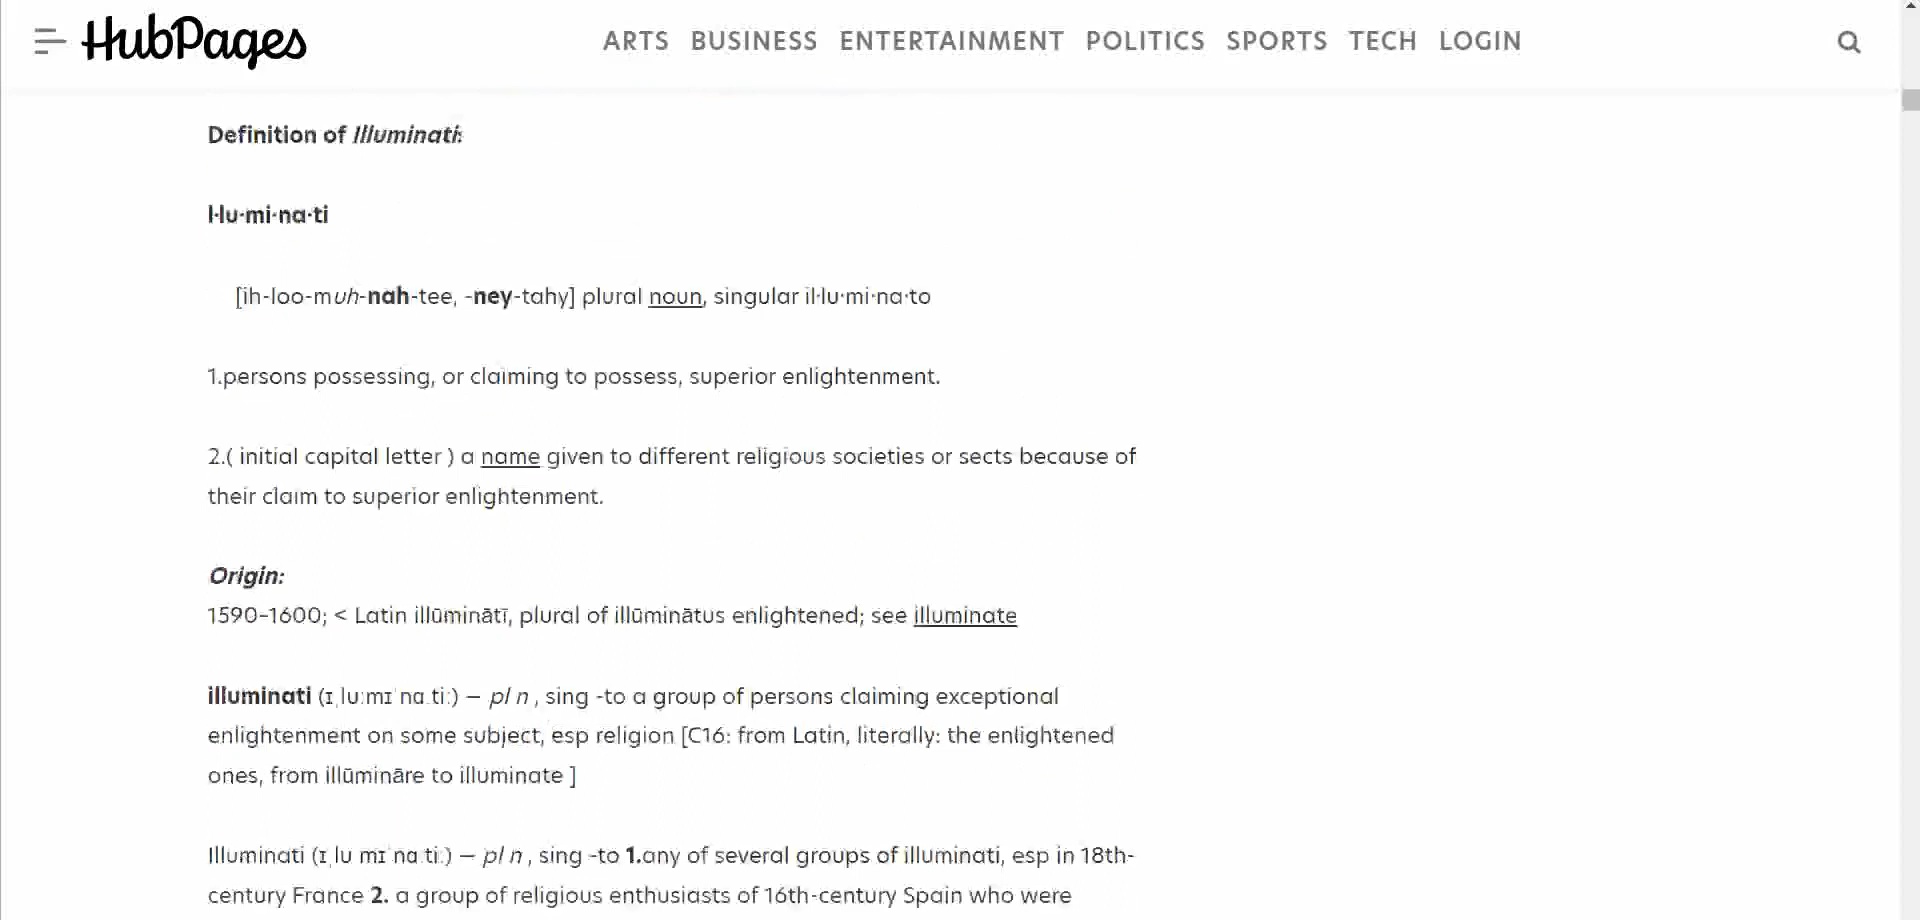 HubPages
ARTS BUSINESS ENTERTAINMENT POLITICS SPORTS TECH LOGIN
Definition of Illuminati:
I·lu·mi·na·ti
[ih-loo-muh-nah-tee, -ney-tahy] plural noun, singular il·lu·mi·na·to
1.persons possessing, or claiming to possess, superior enlightenment.
2.( initial capital letter ) a name given to different religious societies or sects because of
their claim to superior enlightenment.
Origin:
1590–1600; < Latin illūminātī, plural of illūminātus enlightened; see illuminate
illuminati (ɪˌluːmɪˈnɑːtiː) — pl n , sing -to a group of persons claiming exceptional
enlightenment on some subject, esp religion [C16: from Latin, literally: the enlightened
ones, from illūmināre to illuminate ]
Illuminati (ɪˌluːmɪˈnɑːtiː) — pl n , sing -to 1.any of several groups of illuminati, esp in 18th-
century France 2. a group of religious enthusiasts of 16th-century Spain who were